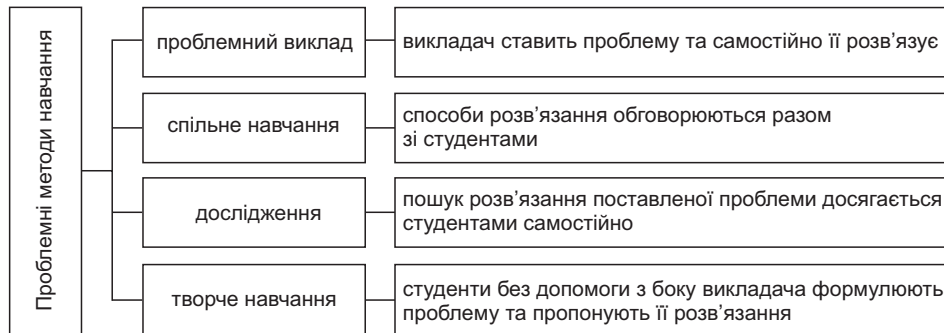 Проблемні методи навчання
проблемний виклад
викладач ставить проблему та самостійно її розв'язує
спільне навчання
способи розв'язання обговорюються разом
зі студентами
дослідження
пошук розв'язання поставленої проблеми досягається
студентами самостійно
творче навчання
студенти без допомоги з боку викладача формулюють
проблему та пропонують її розв'язання